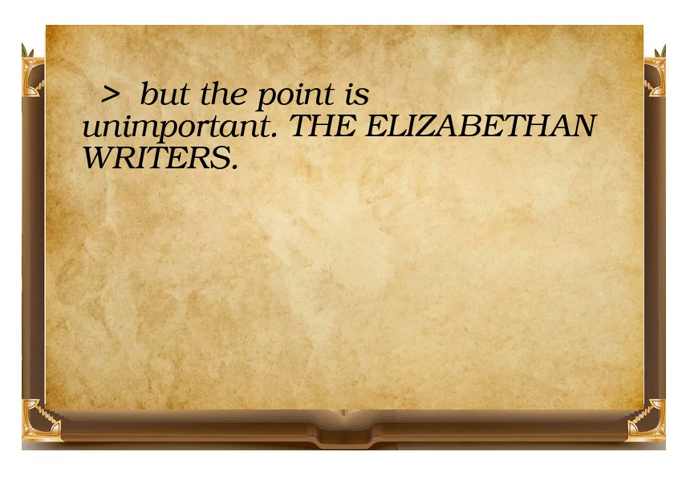 > but the point is
unimportant. THE ELIZABETHAN
WRITERS.